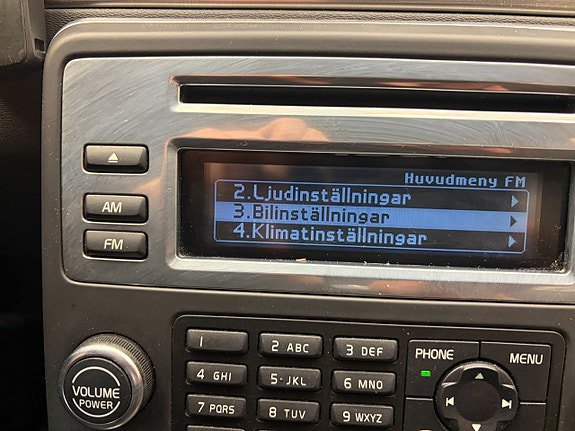 Huvudmeny FM
2.Ljudinställningar
3.Bilinställningar
4.Klimatinställningar
AM
FM
VOLUME
POWER
1
2 ABC
3 DEF
4 GHI
5·JKL
6 MNO
7 PQRS
8 TUV
9 WXYZ
PHONE
MENU